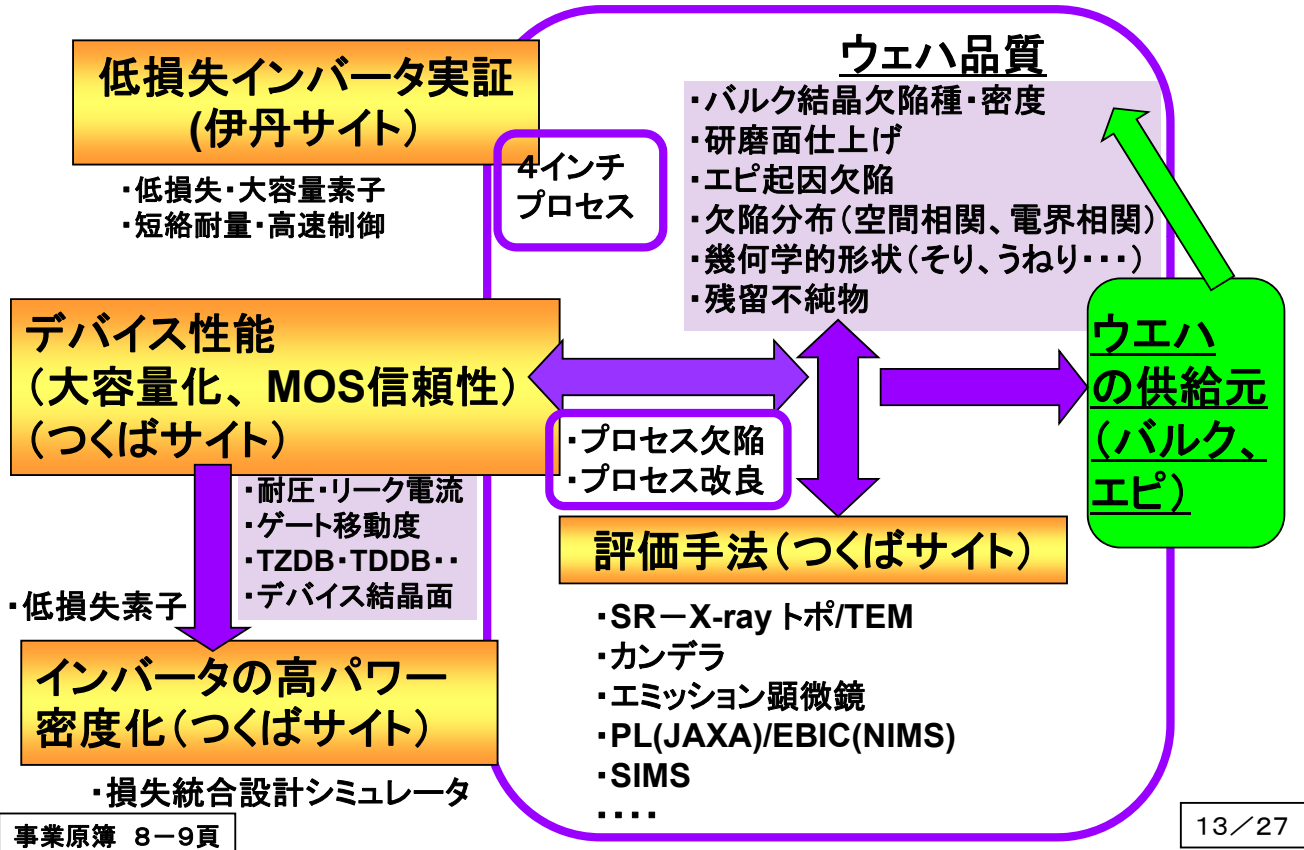 低損失インバータ実証
(伊丹サイト）
・低損失・大容量素子
・短絡耐量・高速制御
４インチ
プロセス
ウェハ品質
・バルク結晶欠陥種・密度
・研磨面仕上げ
・エピ起因欠陥
・欠陥分布（空間相関、電界相関）
・幾何学的形状（そり、うねり・・・）
・残留不純物
デバイス性能
（大容量化、MOS信頼性）
（つくばサイト）
・プロセス欠陥
・プロセス改良
ウエハ
の供給元
（バルク、
エピ）
・耐圧・リーク電流
・ゲート移動度
・TZDB・TDDB・・
・デバイス結晶面
・低損失素子
評価手法（つくばサイト）
・SR－X-ray トポ/TEM
・カンデラ
・エミッション顕微鏡
・PL(JAXA)/EBIC(NIMS)
・SIMS
・・・・
インバータの高パワー
密度化（つくばサイト）
・損失統合設計シミュレータ
事業原簿 ８－９頁
１３／２７